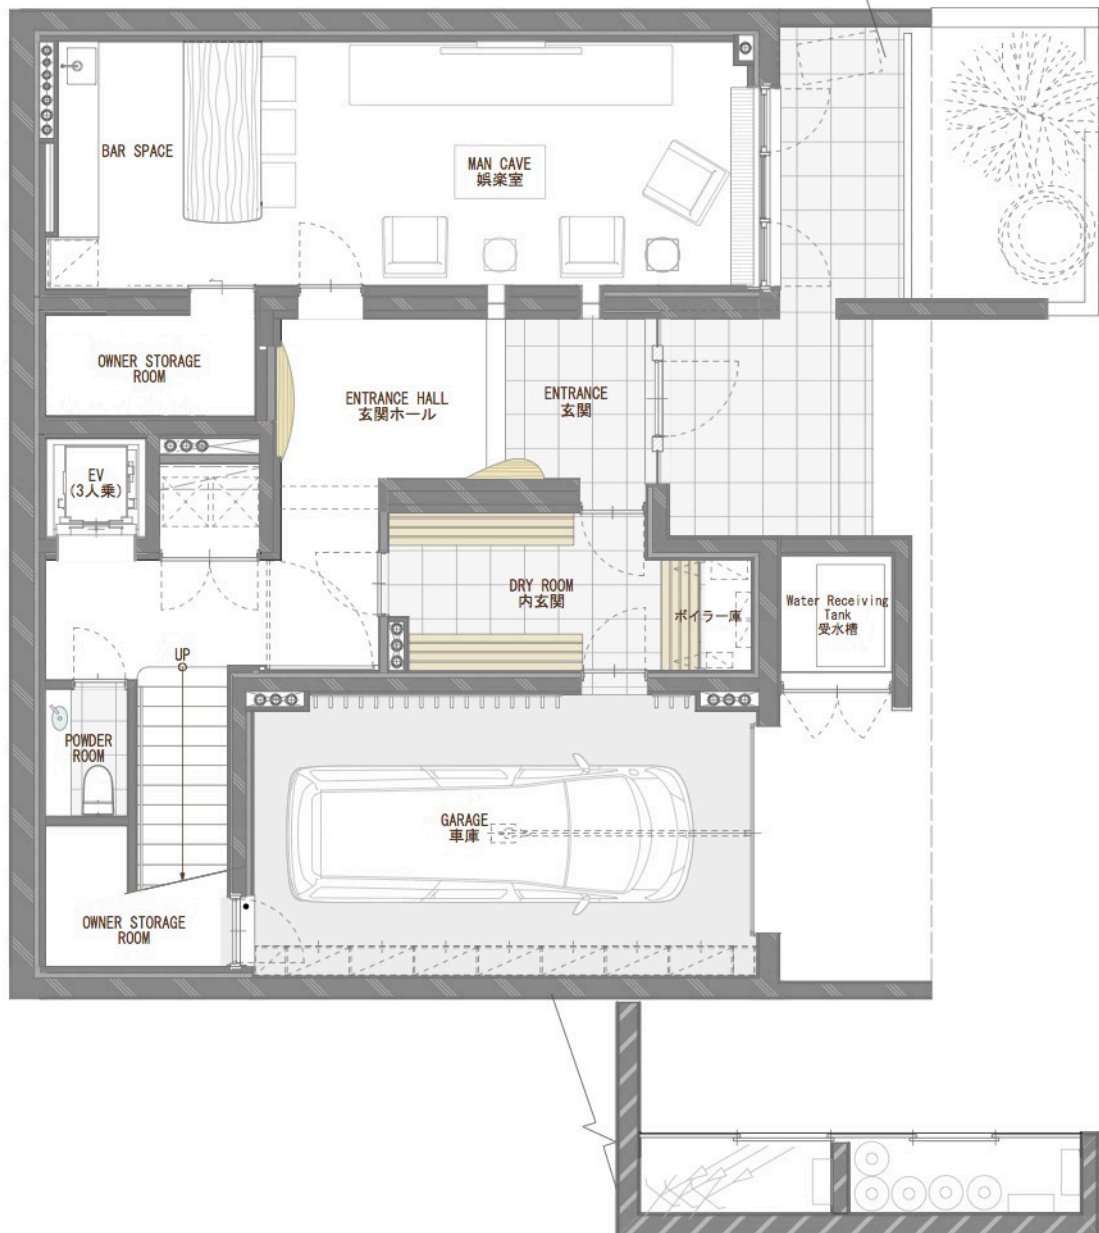 BAR SPACE
MAN CAVE
娯楽室
OWNER STORAGE
ROOM
ENTRANCE HALL
玄関ホール
ENTRANCE
玄関
EV
(3人乗)
DRY ROOM
内玄関
ボイラー庫
Water Receiving
Tank
受水槽
UP
POWDER
ROOM
GARAGE
車庫
OWNER STORAGE
ROOM